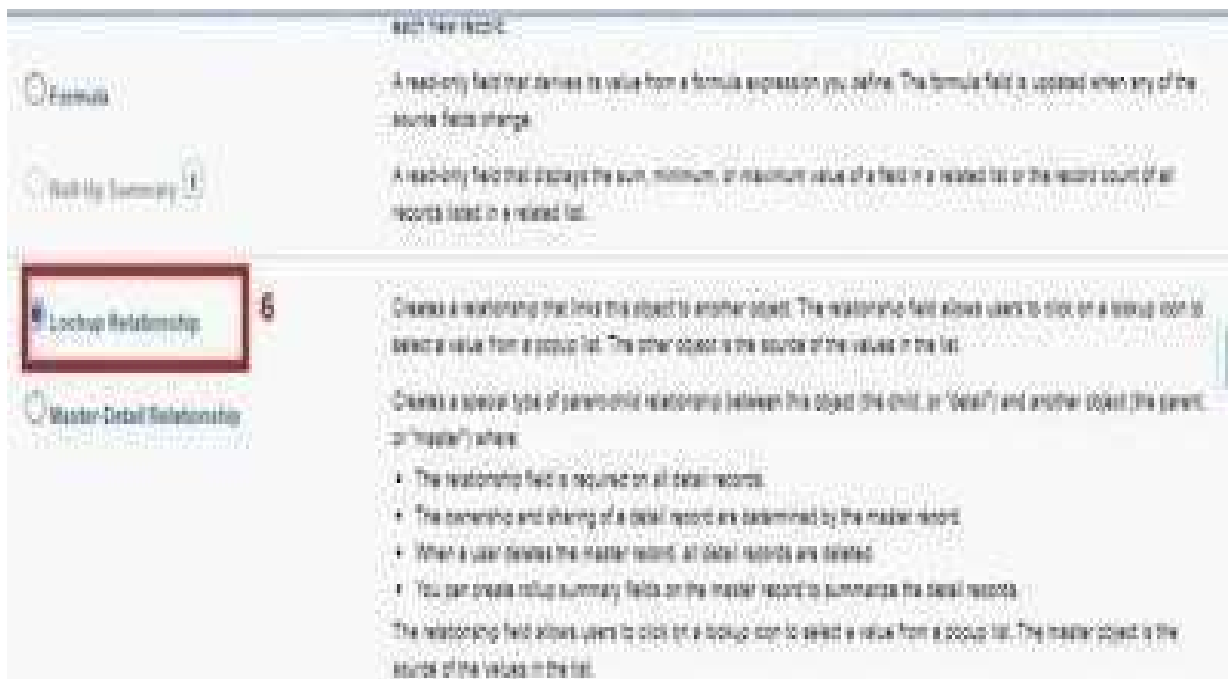 each new record.
Formula
A read-only field that derives its value from a formula expression you define. The formula field is updated when any of the
source fields change.
Roll-Up Summary
A read-only field that displays the sum, minimum, or maximum value of a field in a related list or the record count of all
records listed in a related list.
Lookup Relationship
6
Creates a relationship that links this object to another object. The relationship field allows users to click on a lookup icon to
select a value from a popup list. The other object is the source of the values in the list.
Master-Detail Relationship
Creates a special type of parent-child relationship between this object (the child, or "detail") and another object (the parent,
or "master") where:
• The relationship field is required on all detail records.
• The ownership and sharing of a detail record are determined by the master record.
• When a user deletes the master record, all detail records are deleted.
• You can create rollup summary fields on the master record to summarize the detail records.
The relationship field allows users to click on a lookup icon to select a value from a popup list. The master object is the
source of the values in the list.